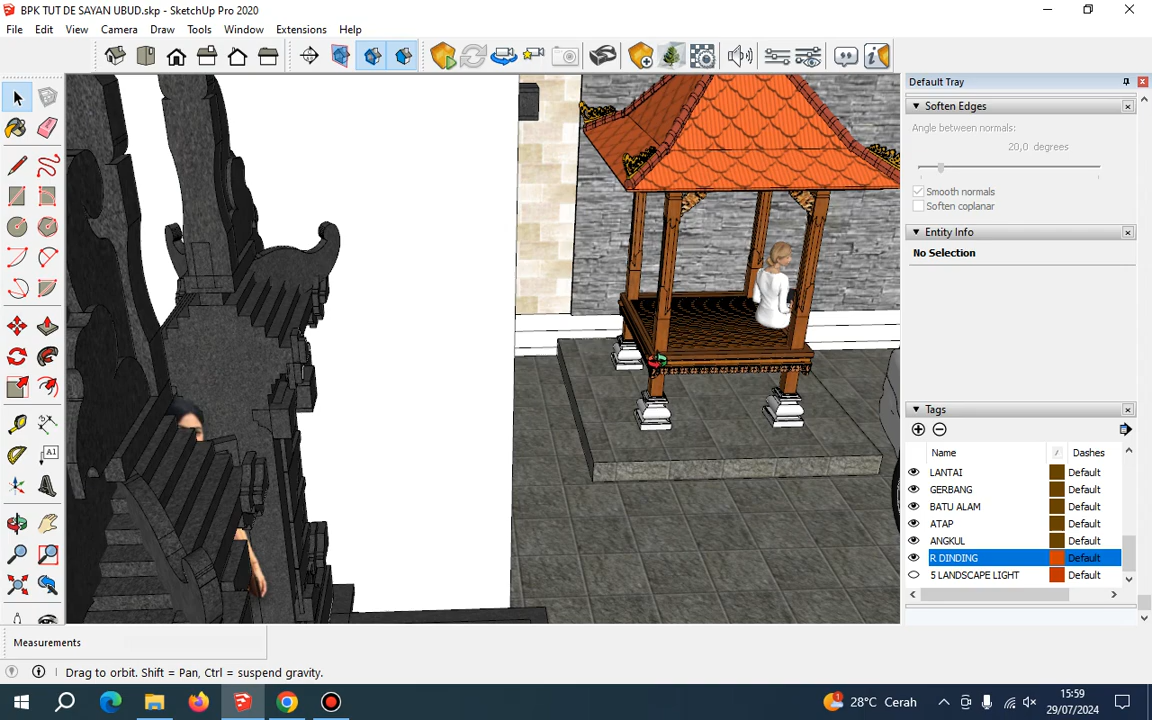 BPK TUT DE SAYAN UBUD.skp - SketchUp Pro 2020
File Edit View Camera Draw Tools Window Extensions Help
Default Tray
Soften Edges
Angle between normals:
20,0 degrees
Smooth normals
Soften coplanar
Entity Info
No Selection
Tags
Name Dashes
LANTAI Default
GERBANG Default
BATU ALAM Default
ATAP Default
ANGKUL Default
R DINDING Default
5 LANDSCAPE LIGHT Default
A1
Measurements
Drag to orbit. Shift = Pan, Ctrl = suspend gravity.
1
28°C Cerah
15:59
29/07/2024